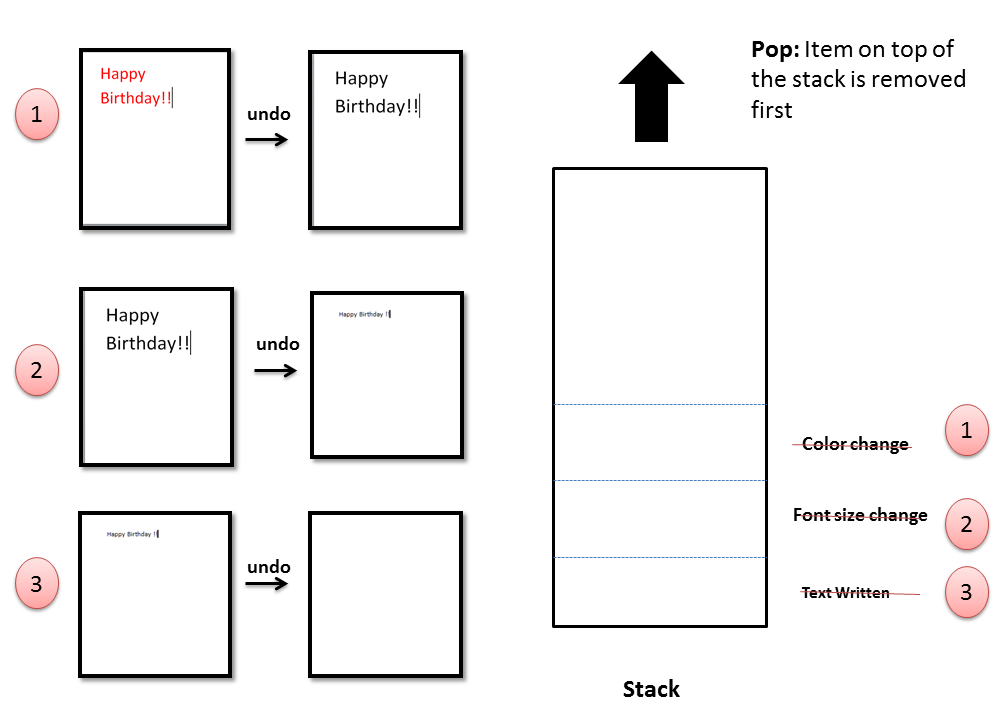 1
Happy
Birthday!!
undo
Happy
Birthday!!
2
Happy
Birthday!!
undo
Happy Birthday !!
3
Happy Birthday !!
undo
Pop: Item on top of
the stack is removed
first
Color change
1
Font size change
2
Text Written
3
Stack